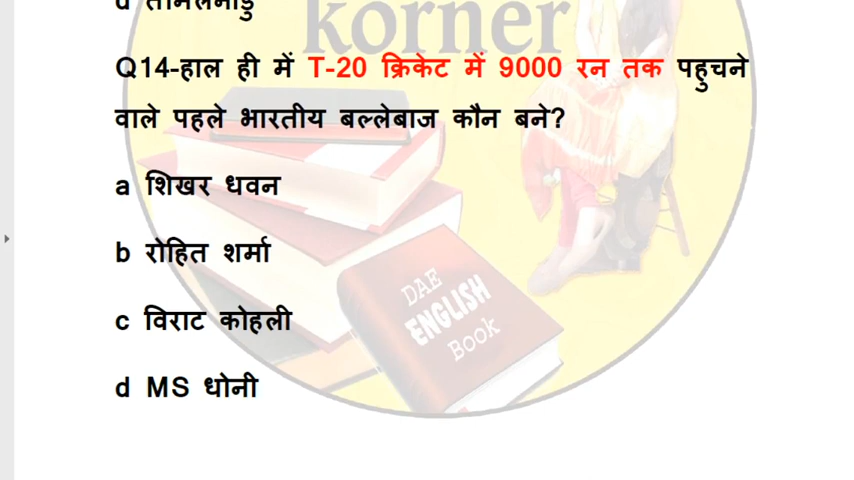 d तामिलनाडु
korner
Q14-हाल ही में T-20 क्रिकेट में 9000 रन तक पहुचने
वाले पहले भारतीय बल्लेबाज कौन बने?
a शिखर धवन
b रोहित शर्मा
c विराट कोहली
d MS धोनी
DAE
ENGLISH
Book